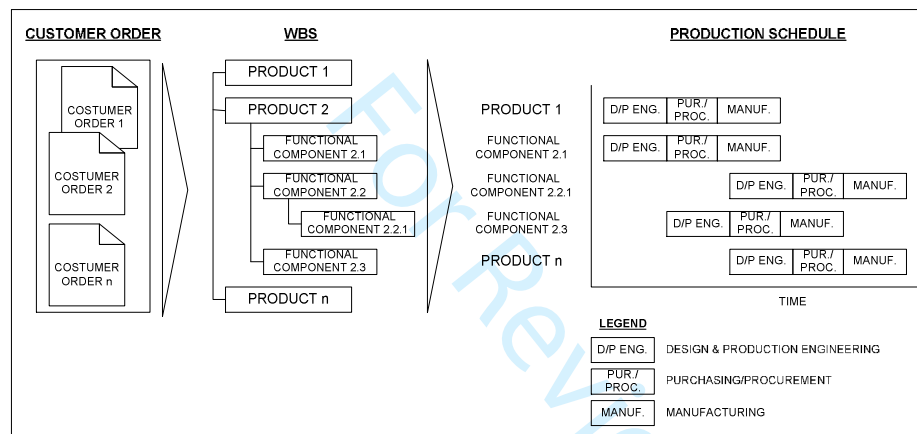 CUSTOMER ORDER
WBS
PRODUCTION SCHEDULE
COSTUMER
ORDER 1
COSTUMER
ORDER 2
COSTUMER
ORDER n
PRODUCT 1
PRODUCT 2
FUNCTIONAL
COMPONENT 2.1
FUNCTIONAL
COMPONENT 2.2
FUNCTIONAL
COMPONENT 2.2.1
FUNCTIONAL
COMPONENT 2.3
PRODUCT n
PRODUCT 1
FUNCTIONAL
COMPONENT 2.1
FUNCTIONAL
COMPONENT 2.2.1
FUNCTIONAL
COMPONENT 2.3
PRODUCT n
D/P ENG.
PUR./
PROC.
MANUF.
D/P ENG.
PUR./
PROC.
MANUF.
D/P ENG.
PUR./
PROC.
MANUF.
D/P ENG.
PUR./
PROC.
MANUF.
D/P ENG.
PUR./
PROC.
MANUF.
TIME
LEGEND
D/P ENG.
DESIGN & PRODUCTION ENGINEERING
PUR./
PROC.
PURCHASING/PROCUREMENT
MANUF.
MANUFACTURING
For Revi